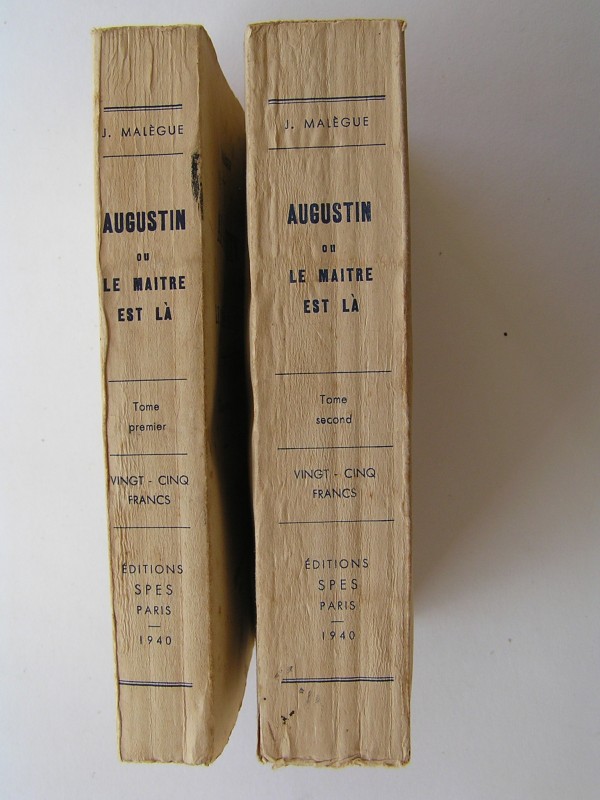 J. MALÈGUE
AUGUSTIN
OU
LE MAITRE
EST LÀ
Tome
premier
VINGT - CINQ
FRANCS
ÉDITIONS
SPES
PARIS
1940
J. MALÈGUE
AUGUSTIN
OU
LE MAITRE
EST LÀ
Tome
second
VINGT - CINQ
FRANCS
ÉDITIONS
SPES
PARIS
1940